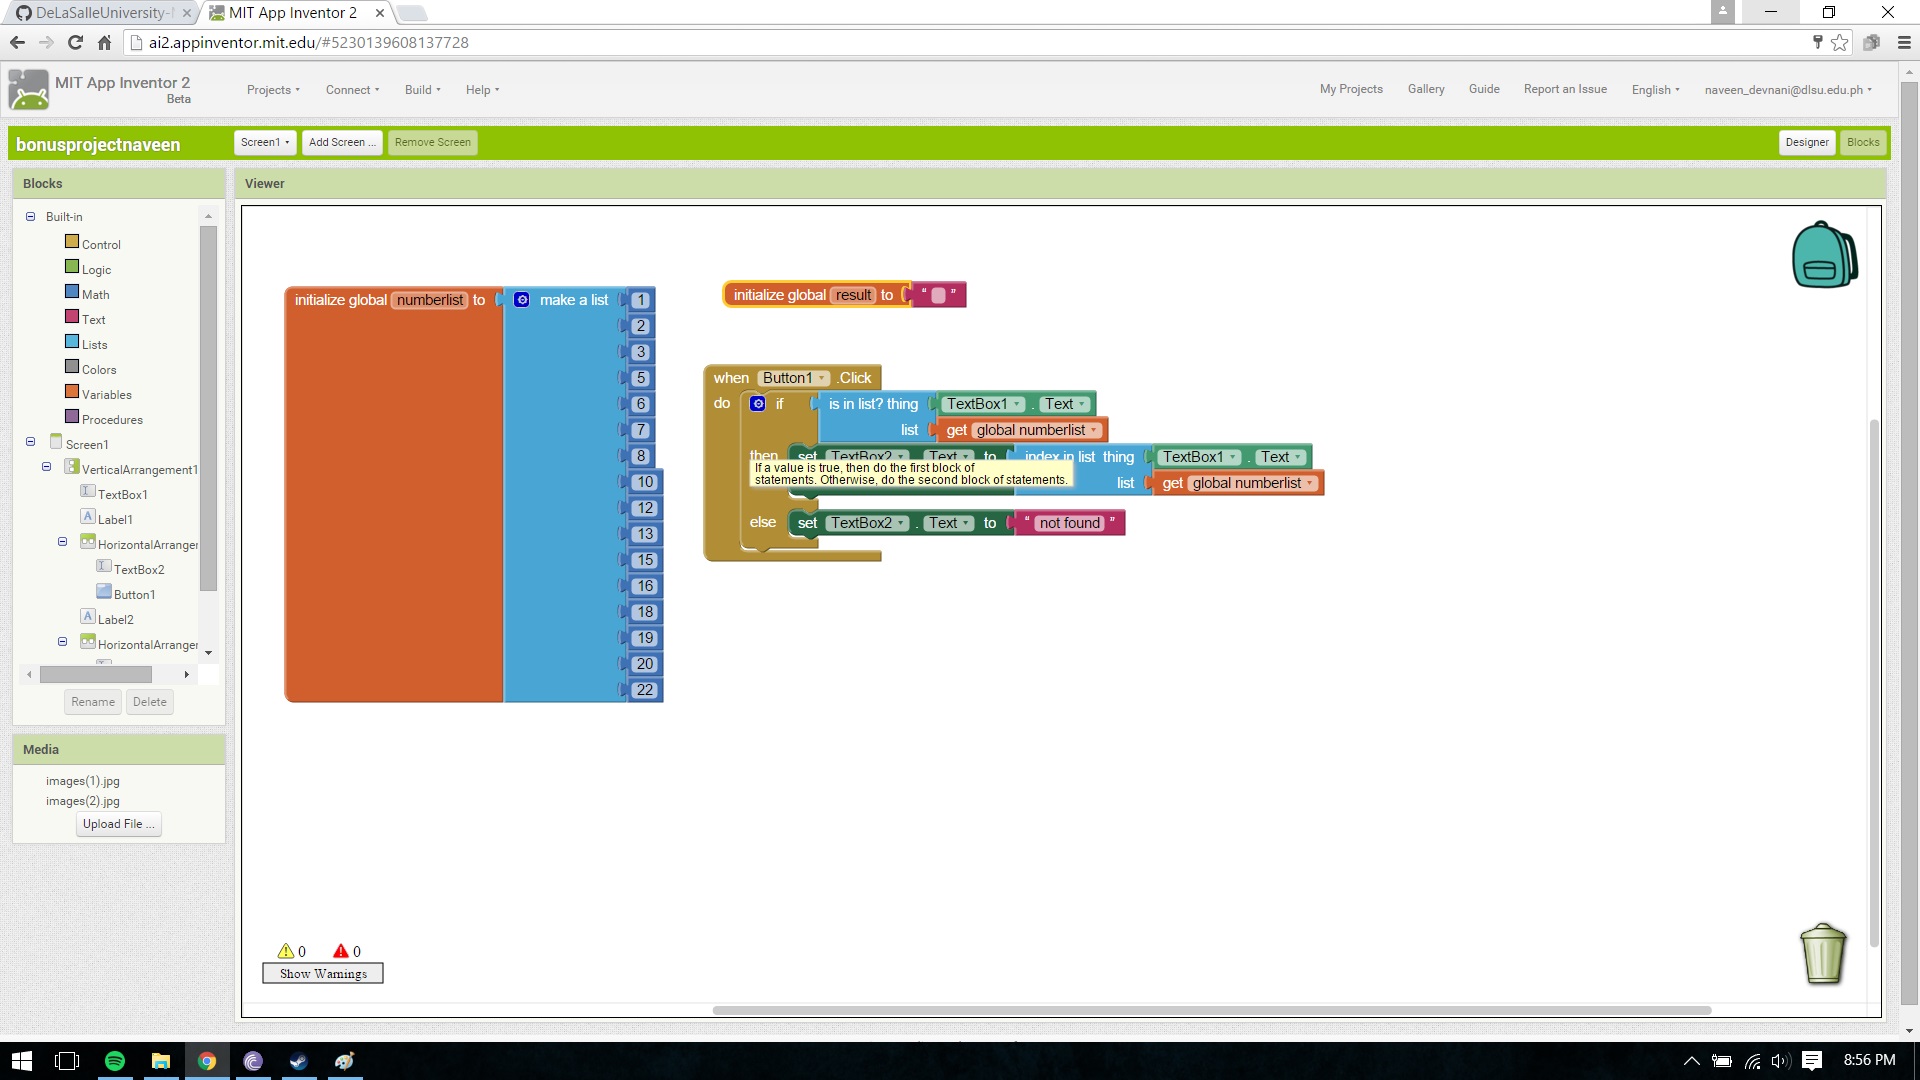 DeLaSalleUniversity-
MIT App Inventor 2
ai2.appinventor.mit.edu/#5230139608137728
MIT App Inventor 2
Beta
Projects
Connect
Build
Help
My Projects
Gallery
Guide
Report an Issue
English
naveen_devnani@dlsu.edu.ph
bonusprojectnaveen
Screen1
Add Screen ...
Remove Screen
Designer
Blocks
Blocks
Built-in
Control
Logic
Math
Text
Lists
Colors
Variables
Procedures
Screen1
VerticalArrangement1
TextBox1
Label1
HorizontalArranger
TextBox2
Button1
Label2
HorizontalArranger
Rename
Delete
Media
images(1).jpg
images(2).jpg
Upload File ...
Viewer
initialize global numberlist to make a list 1
2
3
5
6
7
8
10
12
13
15
16
18
19
20
22
initialize global result to " "
when Button1 .Click
do if is in list? thing TextBox1 . Text
list get global numberlist
then set TextBox2 . Text to index in list thing TextBox1 . Text
list get global numberlist
If a value is true, then do the first block of
statements. Otherwise, do the second block of statements.
else set TextBox2 . Text to " not found "
0 0
Show Warnings
8:56 PM